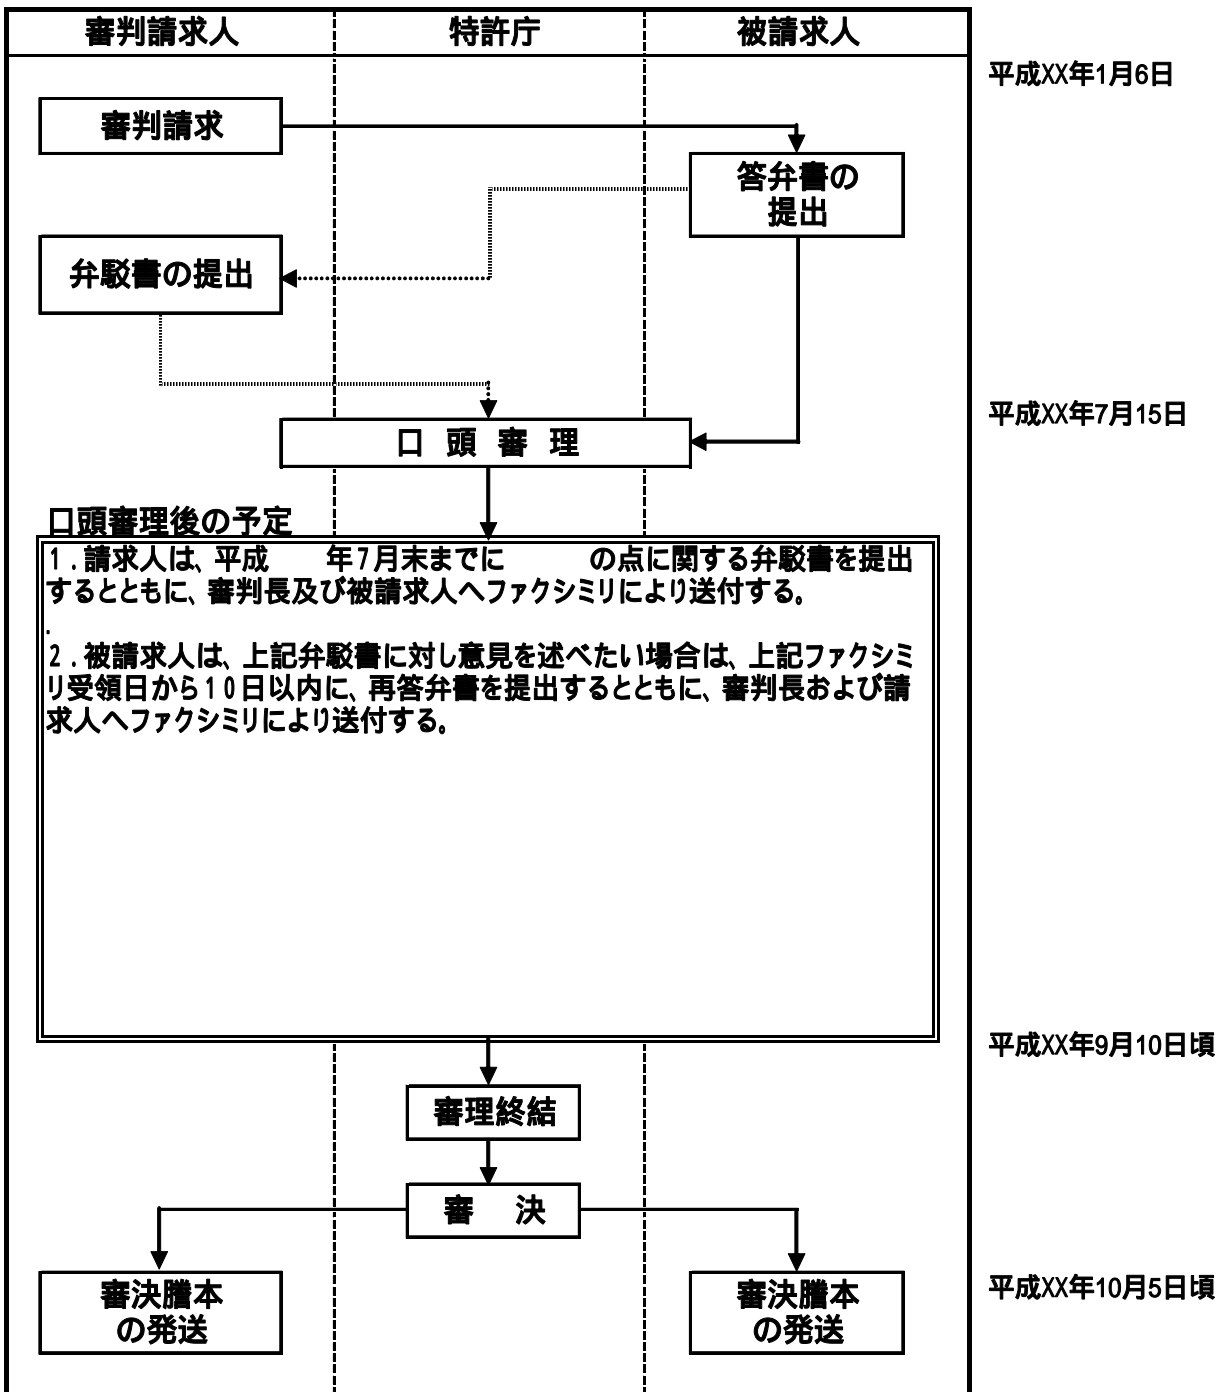 審判請求人 特許庁 被請求人
平成XX年1月6日
審判請求
答弁書の
提出
弁駁書の提出
平成XX年7月15日
口 頭 審 理
口頭審理後の予定
1.請求人は、平成　　年7月末までに　　　の点に関する弁駁書を提出
するとともに、審判長及び被請求人へファクシミリにより送付する。
.
2.被請求人は、上記弁駁書に対し意見を述べたい場合は、上記ファクシミ
リ受領日から10日以内に、再答弁書を提出するとともに、審判長および請
求人へファクシミリにより送付する。
平成XX年9月10日頃
審理終結
審　決
審決謄本
の発送
審決謄本
の発送
平成XX年10月5日頃